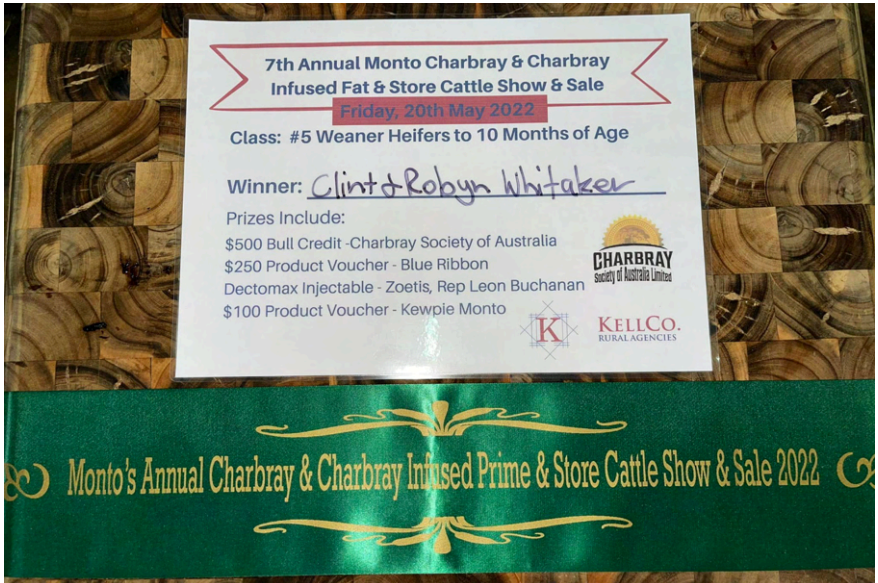 7th Annual Monto Charbray & Charbray
Infused Fat & Store Cattle Show & Sale
Friday, 20th May 2022
Class: #5 Weaner Heifers to 10 Months of Age
Winner: Clint & Robyn Whitaker
Prizes Include:
$500 Bull Credit -Charbray Society of Australia
$250 Product Voucher - Blue Ribbon
Dectomax Injectable - Zoetis, Rep Leon Buchanan
$100 Product Voucher - Kewpie Monto
CHARBRAY
Society of Australia Limited
K
KELLCO.
RURAL AGENCIES
Monto's Annual Charbray & Charbray Infused Prime & Store Cattle Show & Sale 2022